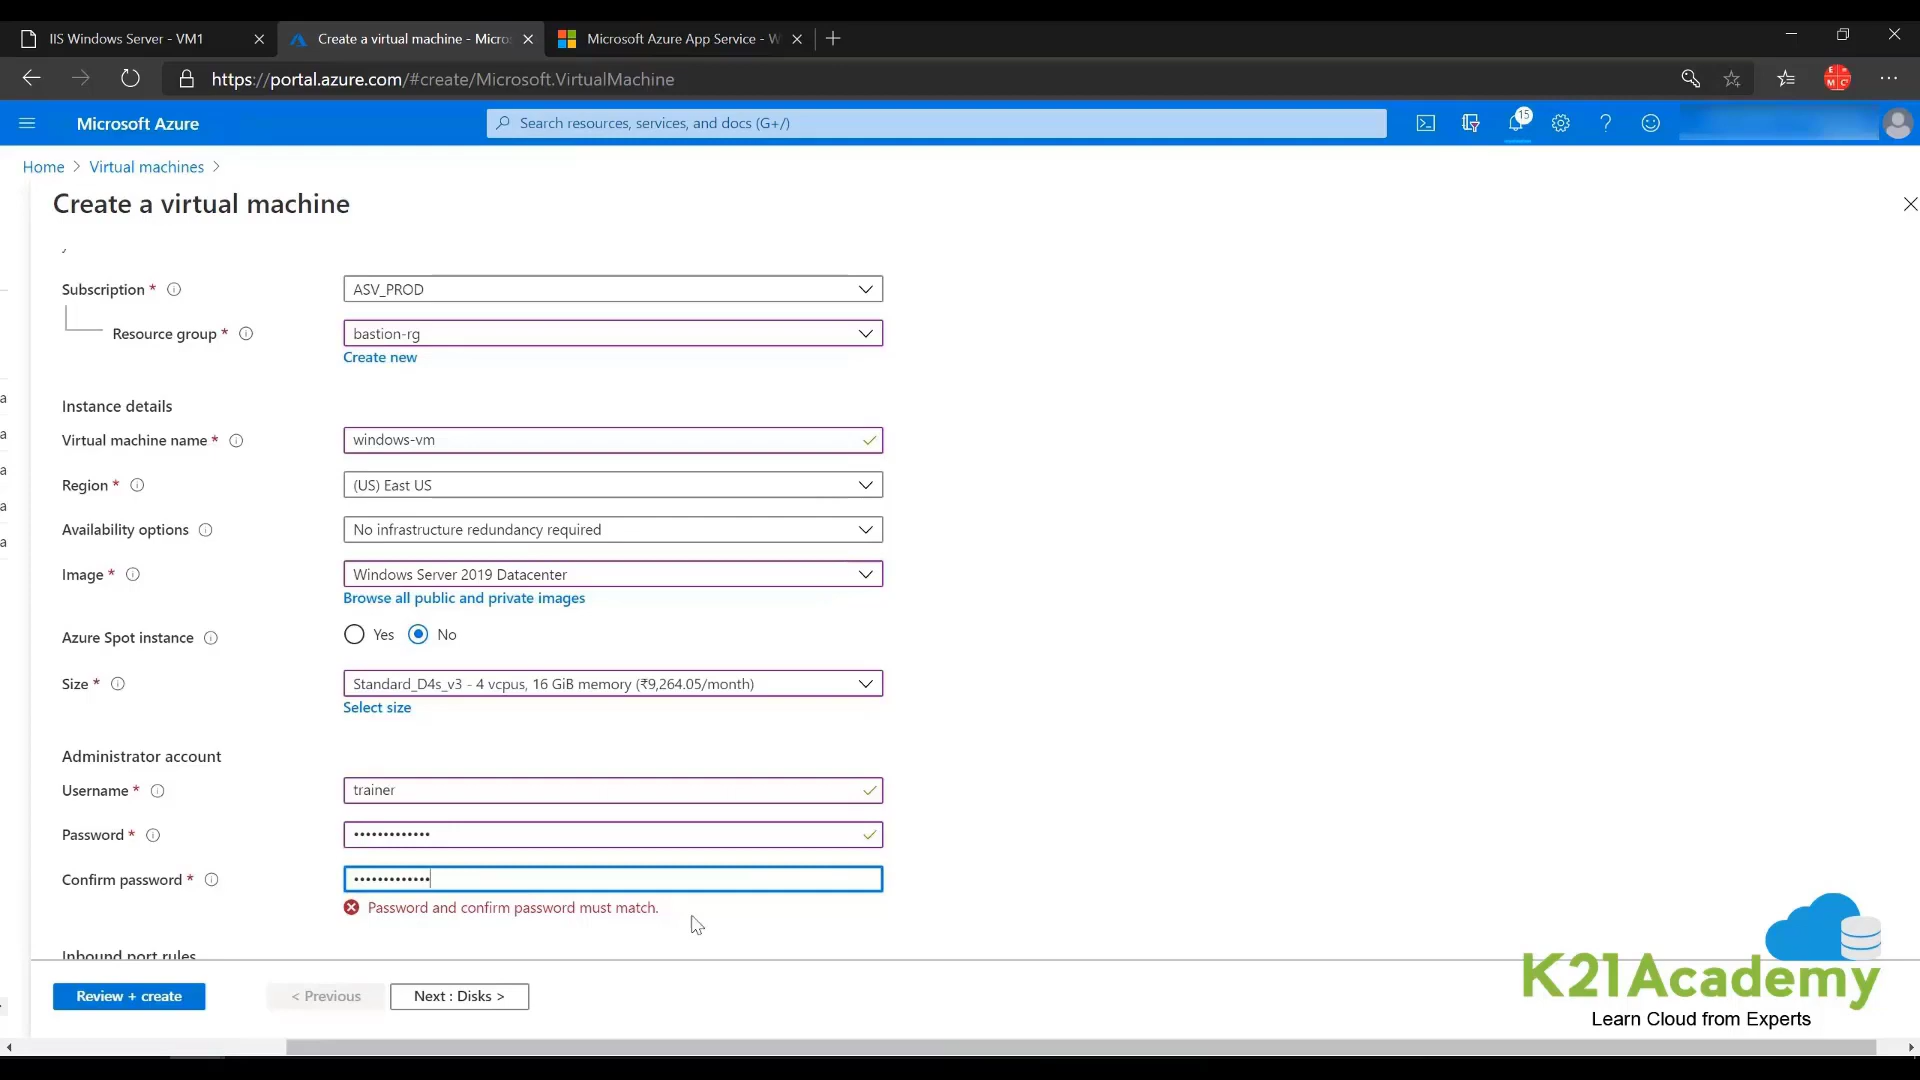 IIS Windows Server - VM1
Create a virtual machine - Micros
Microsoft Azure App Service - W
https://portal.azure.com/#create/Microsoft.VirtualMachine
Microsoft Azure
Search resources, services, and docs (G+/)
15
Home > Virtual machines >
Create a virtual machine
Subscription *
ASV_PROD
Resource group *
bastion-rg
Create new
Instance details
Virtual machine name *
windows-vm
Region *
(US) East US
Availability options
No infrastructure redundancy required
Image *
Windows Server 2019 Datacenter
Browse all public and private images
Azure Spot instance
Yes No
Size *
Standard_D4s_v3 - 4 vcpus, 16 GiB memory (₹9,264.05/month)
Select size
Administrator account
Username *
trainer
Password *
•••••••••••••
Confirm password *
•••••••••••••
Password and confirm password must match.
Inbound port rules
Review + create
< Previous
Next : Disks >
K21Academy
Learn Cloud from Experts